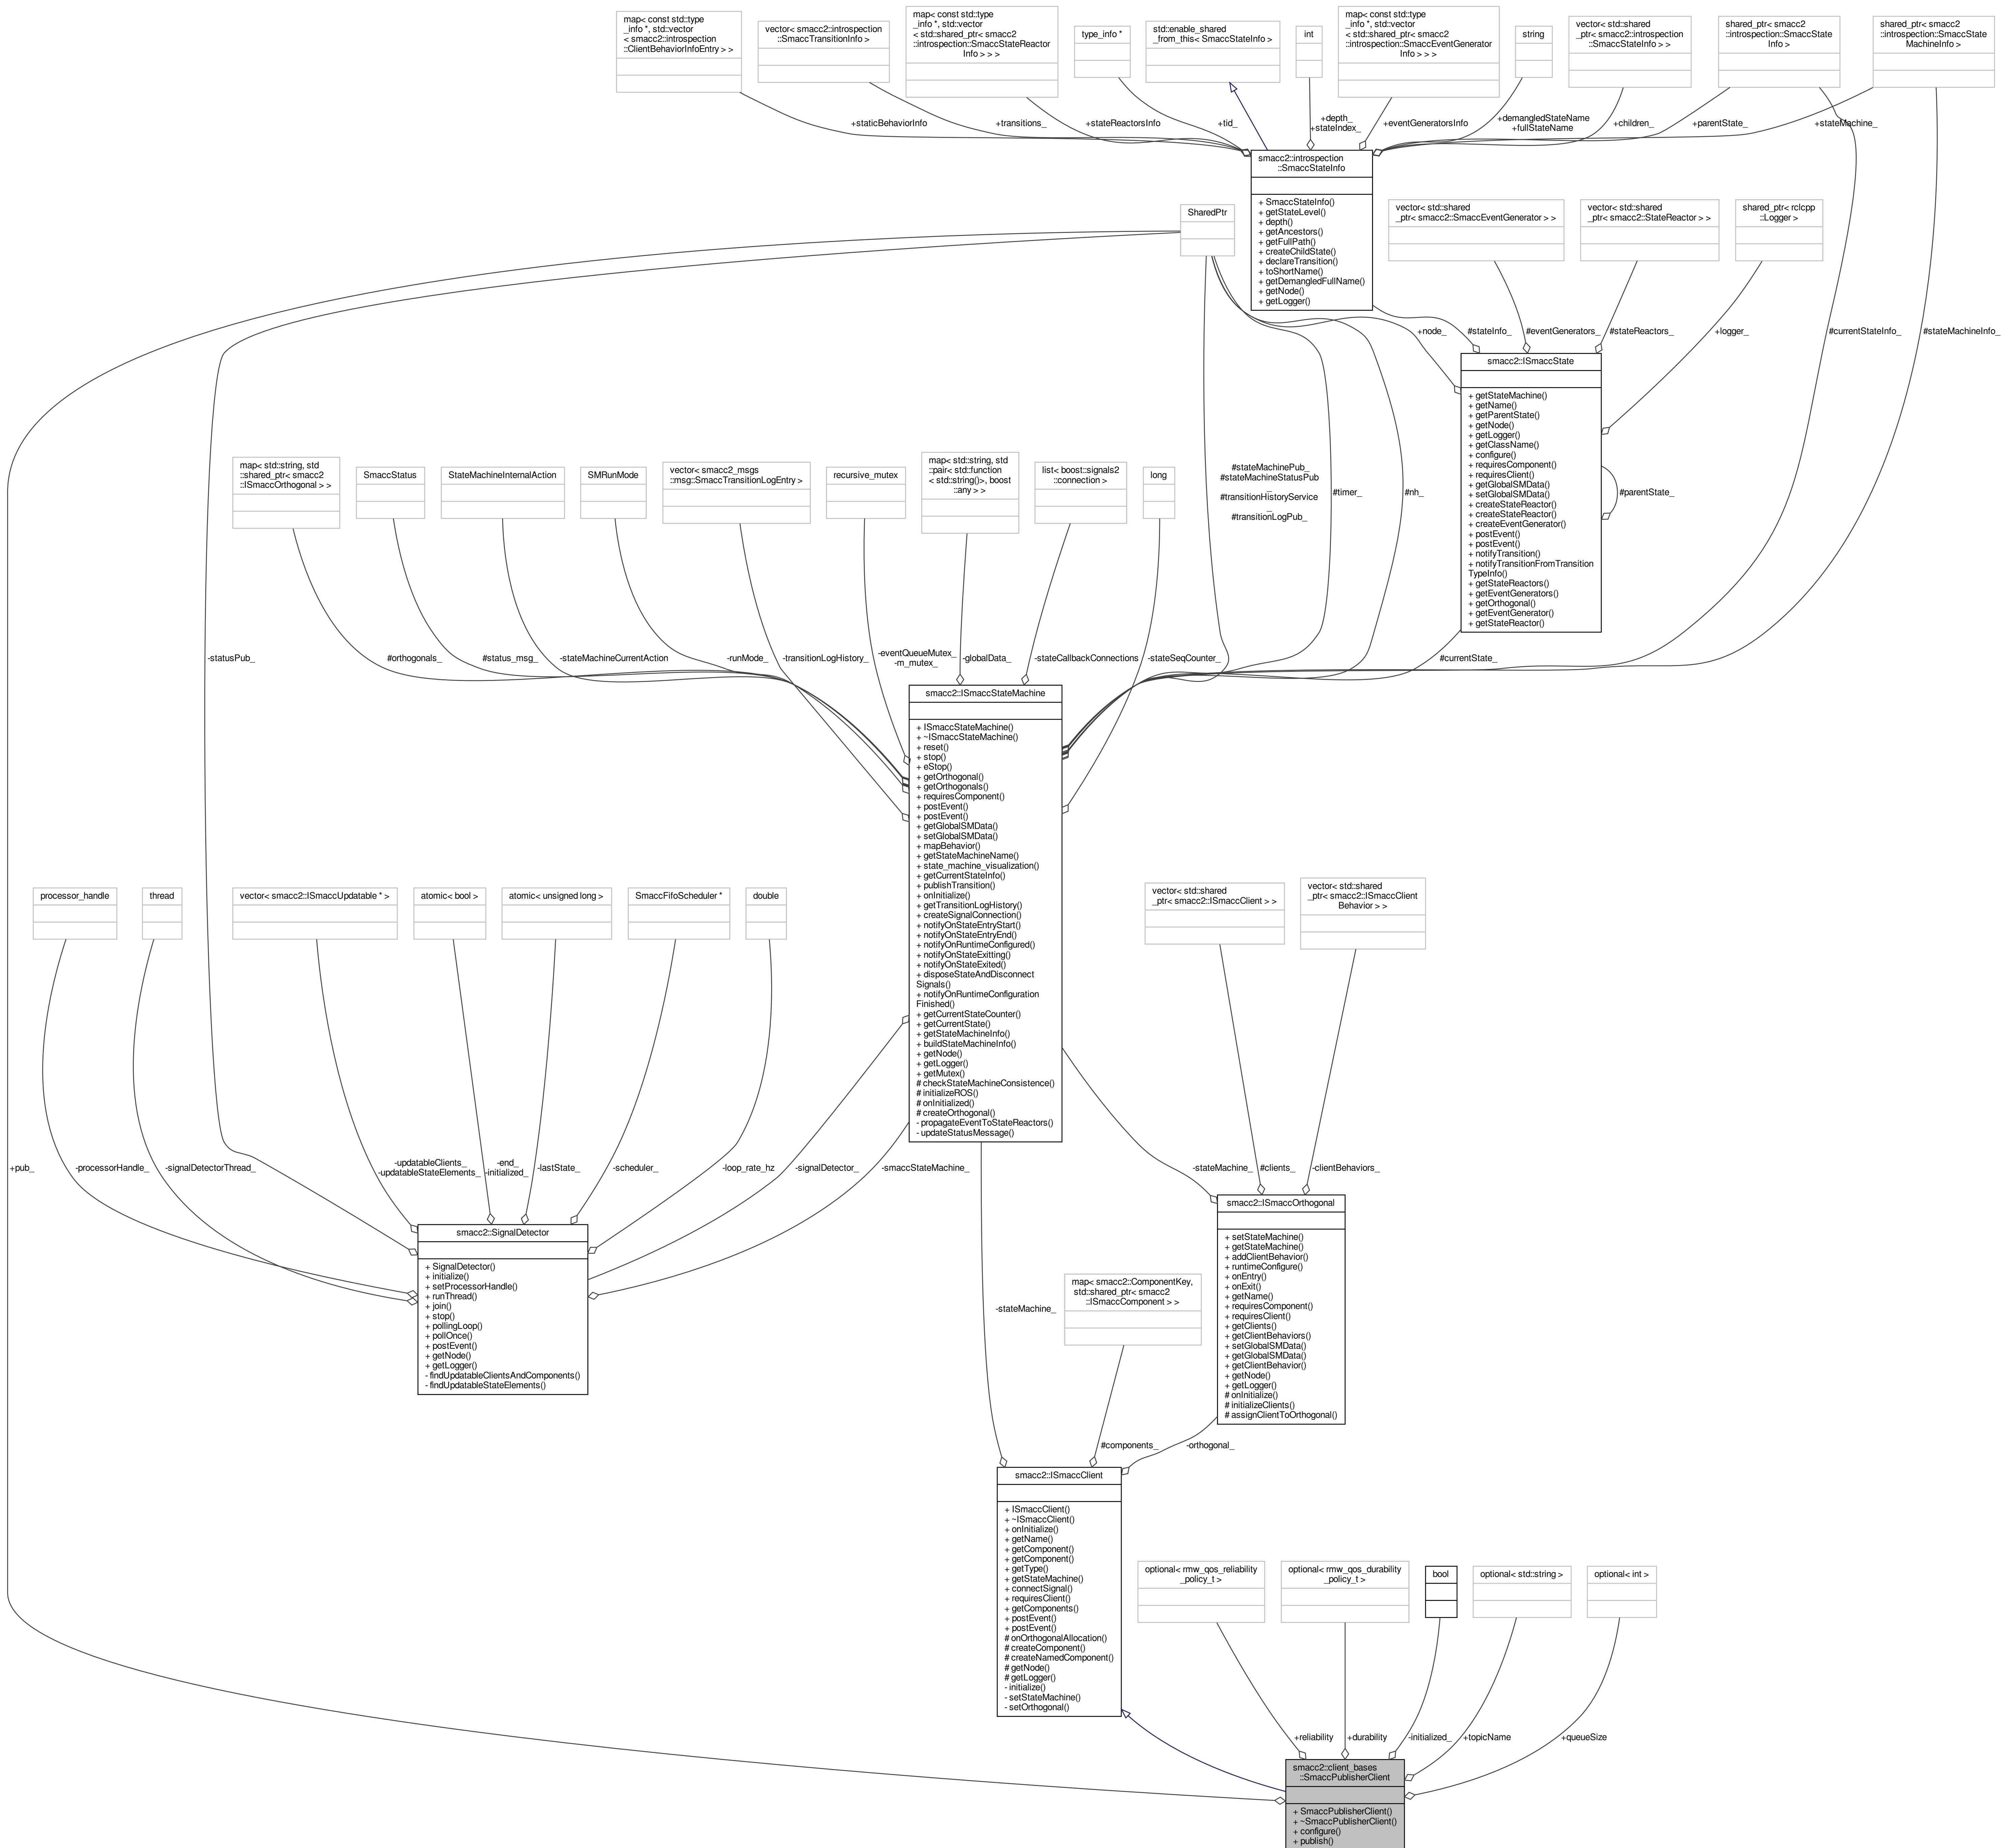 map< const std::type
_info *, std::vector
< smacc2::introspection
::ClientBehaviorInfoEntry > >
vector< smacc2::introspection
::SmaccTransitionInfo >
map< const std::type
_info *, std::vector
< std::shared_ptr< smacc2
::introspection::SmaccStateReactor
Info > > >
type_info *
std::enable_shared
_from_this< SmaccStateInfo >
int
map< const std::type
_info *, std::vector
< std::shared_ptr< smacc2
::introspection::SmaccEventGenerator
Info > > >
string
vector< std::shared
_ptr< smacc2::introspection
::SmaccStateInfo > >
shared_ptr< smacc2
::introspection::SmaccState
Info >
shared_ptr< smacc2
::introspection::SmaccState
MachineInfo >
+staticBehaviorInfo
+transitions_
+stateReactorsInfo
+tid_
+depth_
+stateIndex_
+eventGeneratorsInfo
+demangledStateName
+fullStateName
+children_
+parentState_
+stateMachine_
smacc2::introspection
::SmaccStateInfo
+ SmaccStateInfo()
+ getStateLevel()
+ depth()
+ getAncestors()
+ getFullPath()
+ createChildState()
+ declareTransition()
+ toShortName()
+ getDemangledFullName()
+ getNode()
+ getLogger()
SharedPtr
vector< std::shared
_ptr< smacc2::SmaccEventGenerator > >
vector< std::shared
_ptr< smacc2::StateReactor > >
shared_ptr< rclcpp
::Logger >
+node_
#stateInfo_
#eventGenerators_
#stateReactors_
+logger_
#currentStateInfo_
#stateMachineInfo_
smacc2::ISmaccState
+ getStateMachine()
+ getName()
+ getParentState()
+ getNode()
+ getLogger()
+ getClassName()
+ configure()
+ requiresComponent()
+ requiresClient()
+ getGlobalSMData()
+ setGlobalSMData()
+ createStateReactor()
+ createStateReactor()
+ createEventGenerator()
+ postEvent()
+ postEvent()
+ notifyTransition()
+ notifyTransitionFromTransition
TypeInfo()
+ getStateReactors()
+ getEventGenerators()
+ getOrthogonal()
+ getEventGenerator()
+ getStateReactor()
#parentState_
map< std::string, std
::shared_ptr< smacc2
::ISmaccOrthogonal > >
SmaccStatus
StateMachineInternalAction
SMRunMode
vector< smacc2_msgs
::msg::SmaccTransitionLogEntry >
recursive_mutex
map< std::string, std
::pair< std::function
< std::string()>, boost
::any > >
list< boost::signals2
::connection >
long
#stateMachinePub_
#stateMachineStatusPub
_
#transitionHistoryService
_
#transitionLogPub_
#timer_
#nh_
-statusPub_
#orthogonals_
#status_msg_
-stateMachineCurrentAction
-runMode_
-transitionLogHistory_
-eventQueueMutex_
-m_mutex_
-globalData_
-stateCallbackConnections
-stateSeqCounter_
#currentState_
smacc2::ISmaccStateMachine
+ ISmaccStateMachine()
+ ~ISmaccStateMachine()
+ reset()
+ stop()
+ eStop()
+ getOrthogonal()
+ getOrthogonals()
+ requiresComponent()
+ postEvent()
+ postEvent()
+ getGlobalSMData()
+ setGlobalSMData()
+ mapBehavior()
+ getStateMachineName()
+ state_machine_visualization()
+ getCurrentStateInfo()
+ publishTransition()
+ onInitialize()
+ getTransitionLogHistory()
+ createSignalConnection()
+ notifyOnStateEntryStart()
+ notifyOnStateEntryEnd()
+ notifyOnRuntimeConfigured()
+ notifyOnStateExitting()
+ notifyOnStateExited()
+ disposeStateAndDisconnect
Signals()
+ notifyOnRuntimeConfiguration
Finished()
+ getCurrentStateCounter()
+ getCurrentState()
+ getStateMachineInfo()
+ buildStateMachineInfo()
+ getNode()
+ getLogger()
+ getMutex()
# checkStateMachineConsistence()
# initializeROS()
# onInitialized()
# createOrthogonal()
- propagateEventToStateReactors()
- updateStatusMessage()
processor_handle
thread
vector< smacc2::ISmaccUpdatable * >
atomic< bool >
atomic< unsigned long >
SmaccFifoScheduler *
double
vector< std::shared
_ptr< smacc2::ISmaccClient > >
vector< std::shared
_ptr< smacc2::ISmaccClient
Behavior > >
+pub_
-processorHandle_
-signalDetectorThread_
-updatableClients_
-updatableStateElements_
-end_
-initialized_
-lastState_
-scheduler_
-loop_rate_hz
-signalDetector_
-smaccStateMachine_
-stateMachine_
#clients_
-clientBehaviors_
smacc2::SignalDetector
+ SignalDetector()
+ initialize()
+ setProcessorHandle()
+ runThread()
+ join()
+ stop()
+ pollingLoop()
+ pollOnce()
+ postEvent()
+ getNode()
+ getLogger()
- findUpdatableClientsAndComponents()
- findUpdatableStateElements()
smacc2::ISmaccOrthogonal
+ setStateMachine()
+ getStateMachine()
+ addClientBehavior()
+ runtimeConfigure()
+ onEntry()
+ onExit()
+ getName()
+ requiresComponent()
+ requiresClient()
+ getClients()
+ getClientBehaviors()
+ setGlobalSMData()
+ getGlobalSMData()
+ getClientBehavior()
+ getNode()
+ getLogger()
# onInitialize()
# initializeClients()
# assignClientToOrthogonal()
map< smacc2::ComponentKey,
std::shared_ptr< smacc2
::ISmaccComponent > >
-stateMachine_
#components_
-orthogonal_
smacc2::ISmaccClient
+ ISmaccClient()
+ ~ISmaccClient()
+ onInitialize()
+ getName()
+ getComponent()
+ getComponent()
+ getType()
+ getStateMachine()
+ connectSignal()
+ requiresClient()
+ getComponents()
+ postEvent()
+ postEvent()
# onOrthogonalAllocation()
# createComponent()
# createNamedComponent()
# getNode()
# getLogger()
- initialize()
- setStateMachine()
- setOrthogonal()
optional< rmw_qos_reliability
_policy_t >
optional< rmw_qos_durability
_policy_t >
bool
optional< std::string >
optional< int >
+reliability
+durability
-initialized_
+topicName
+queueSize
smacc2::client_bases
::SmaccPublisherClient
+ SmaccPublisherClient()
+ ~SmaccPublisherClient()
+ configure()
+ publish()